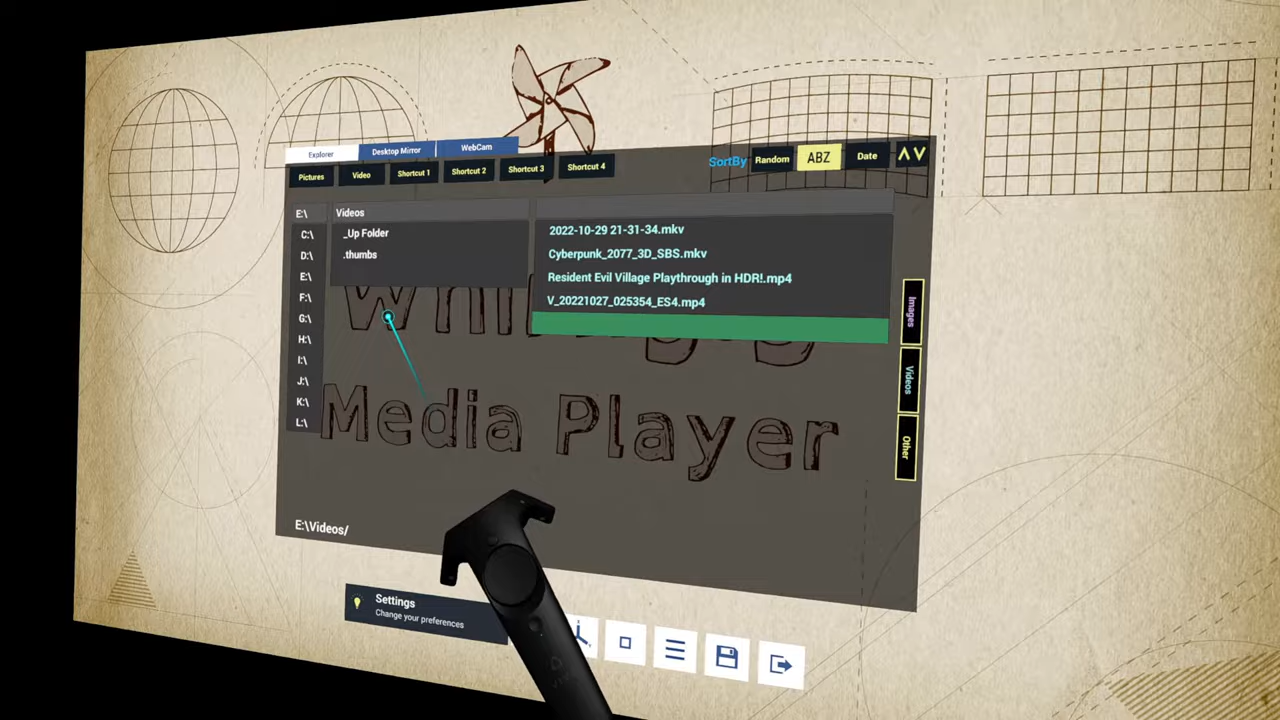 Explorer
Desktop Mirror
WebCam
Pictures
Video
Shortcut 1
Shortcut 2
Shortcut 3
Shortcut 4
SortBy
Random
ABZ
Date
E:\
C:\
D:\
E:\
F:\
G:\
H:\
I:\
J:\
K:\
L:\
Videos
_Up Folder
.thumbs
2022-10-29 21-31-34.mkv
Cyberpunk_2077_3D_SBS.mkv
Resident Evil Village Playthrough in HDR!.mp4
V_20221027_025354_ES4.mp4
Images
Videos
Other
Media Player
E:\Videos/
Settings
Change your preferences